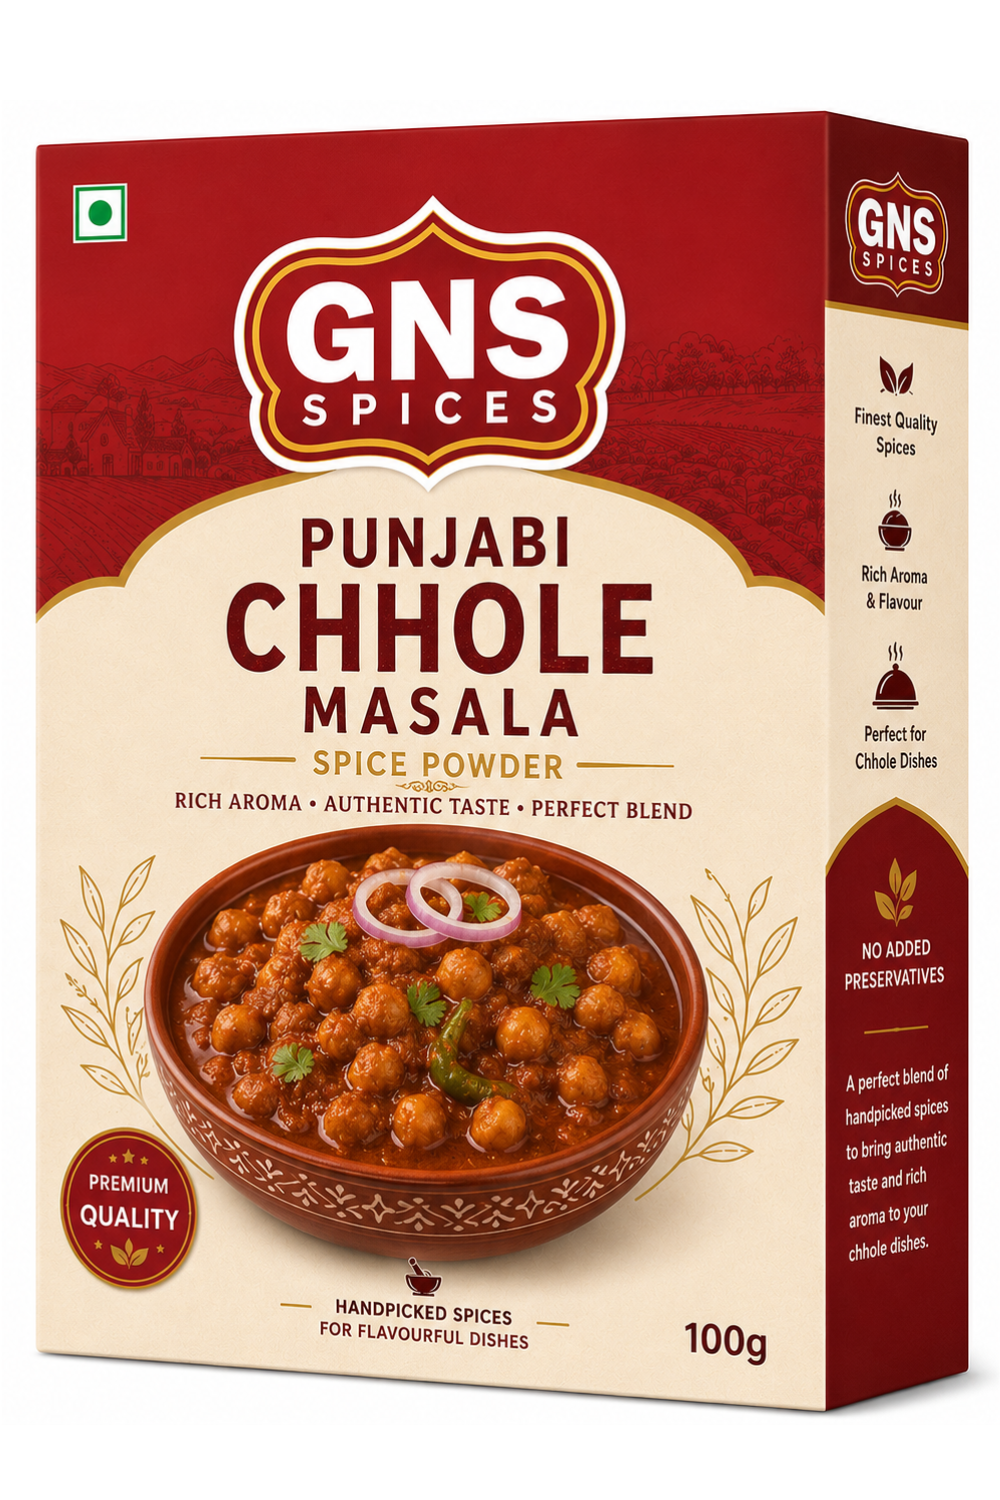 GNS
SPICES
PUNJABI
CHHOLE
MASALA
SPICE POWDER
RICH AROMA • AUTHENTIC TASTE • PERFECT BLEND
PREMIUM
QUALITY
HANDPICKED SPICES
FOR FLAVOURFUL DISHES
100g
GNS
SPICES
Finest Quality
Spices
Rich Aroma
& Flavour
Perfect for
Chhole Dishes
NO ADDED
PRESERVATIVES
A perfect blend of
handpicked spices
to bring authentic
taste and rich
aroma to your
chhole dishes.